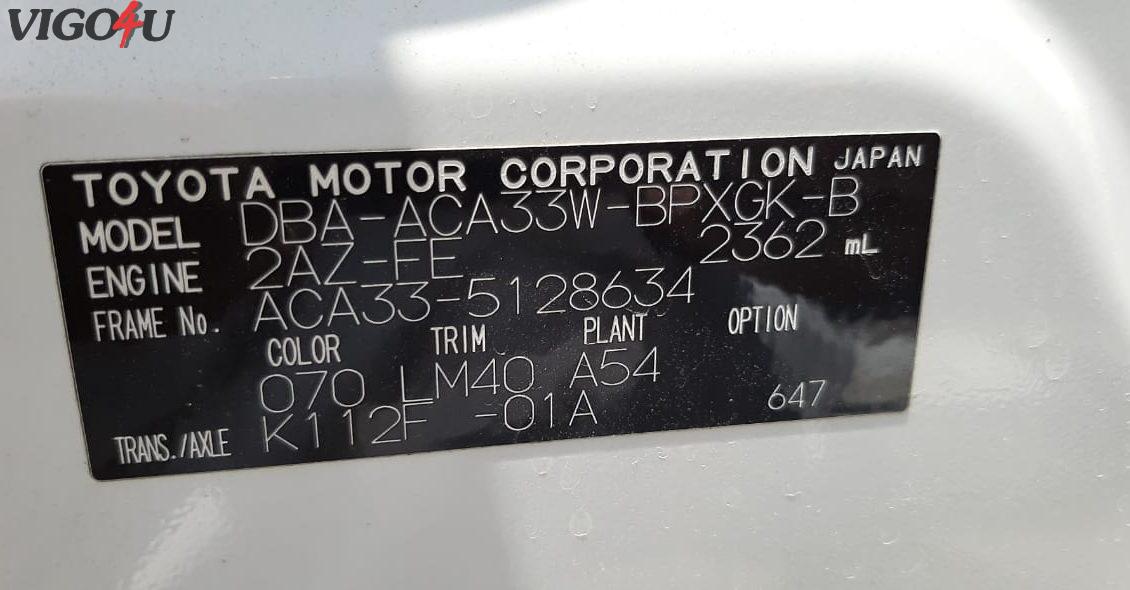 VIGO4U
TOYOTA MOTOR CORPORATION JAPAN
MODEL DBA-ACA33W-BPXGK-B
ENGINE 2AZ-FE 2362 mL
FRAME No. ACA33-5128634
COLOR TRIM PLANT OPTION
070 LM40 A54
TRANS./AXLE K112F -01A 647